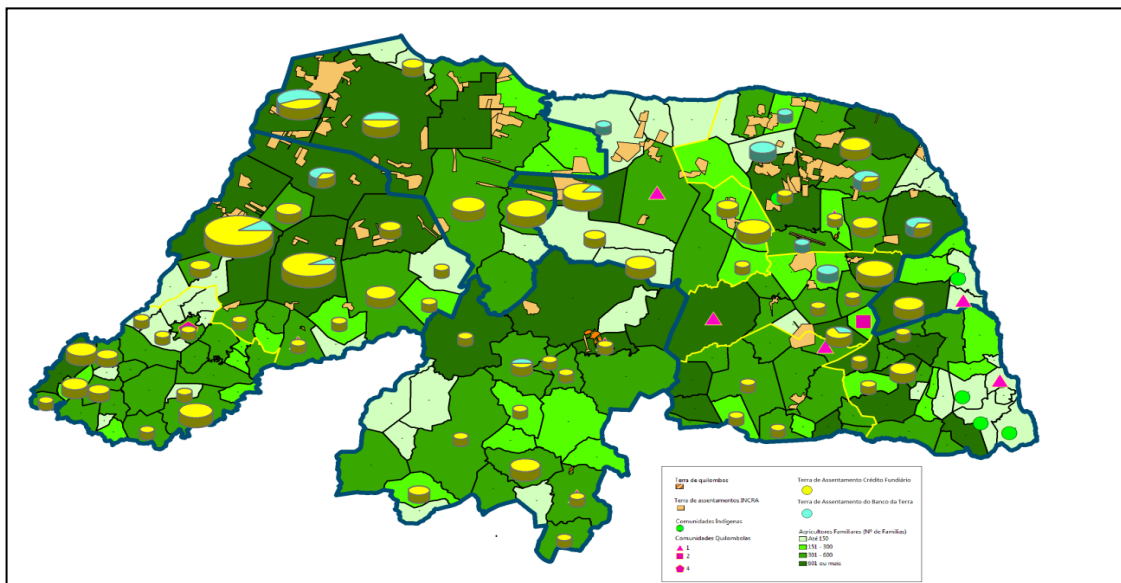 Terra de quilombos
Terra de assentamentos INCRA
Comunidades Indígenas
Comunidades Quilombolas
1
2
4
Terra de Assentamento Crédito Fundiário
Terra de Assentamento do Banco da Terra
Agricultores Familiares (Nº de Famílias)
Até 150
151 - 300
301 - 600
601 ou mais